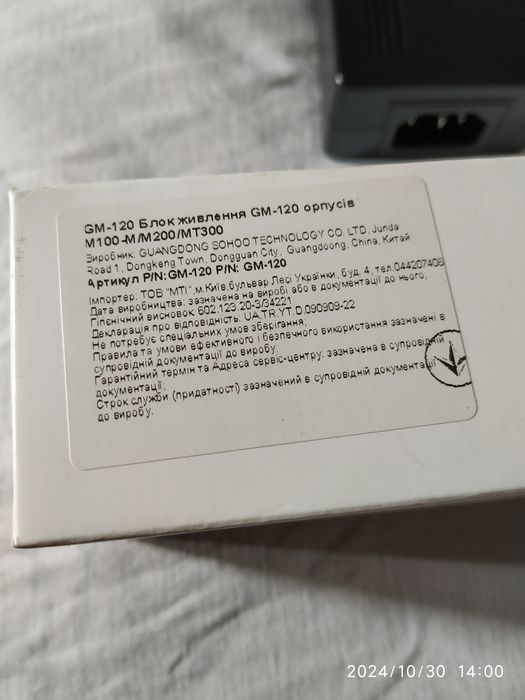 GM-120 Блок живлення GM-120 орпусів
M100-M/M200/MT300
Виробник: GUANGDONG SOHOO TECHNOLOGY CO. LTD, Junda
Road 1, Dongkeng Town, Dongguan City, Guangdoong, China, Китай
Артикул P/N:GM-120 P/N: GM-120
Імпортер: ТОВ "МТІ",м.Київ,бульвар Лесі Українки, буд. 4, тел.044207406
Дата виробництва: зазначена на виробі або в документації до нього,
Гігієнічний висновок 602.123.20-3/34221
Декларація про відповідність: UA.TR.YT.D.090909-22
Не потребує спеціальних умов зберігання;
Правила та умови ефективного і безпечного використання зазначені в
супровідній документації до виробу;
Гарантійний термін та Адреса сервіс-центру: зазначена в супровідній
документації;
Строк служби (придатності) зазначений в супровідній документації
до виробу,
2024/10/30 14:00